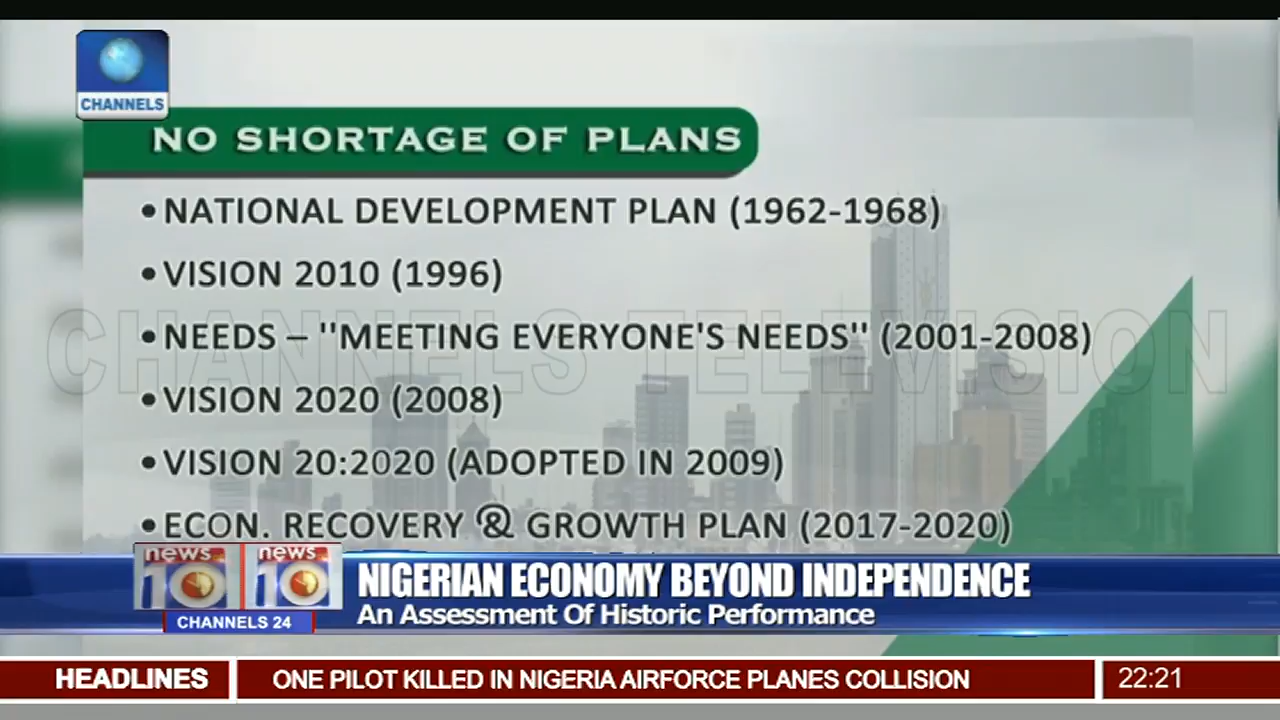 CHANNELS
NO SHORTAGE OF PLANS
•NATIONAL DEVELOPMENT PLAN (1962-1968)
•VISION 2010 (1996)
•NEEDS – "MEETING EVERYONE'S NEEDS" (2001-2008)
CHANNELS TELEVISION
•VISION 2020 (2008)
•VISION 20:2020 (ADOPTED IN 2009)
•ECON. RECOVERY & GROWTH PLAN (2017-2020)
news 10 news 10
CHANNELS 24
NIGERIAN ECONOMY BEYOND INDEPENDENCE
An Assessment Of Historic Performance
HEADLINES ONE PILOT KILLED IN NIGERIA AIRFORCE PLANES COLLISION 22:21